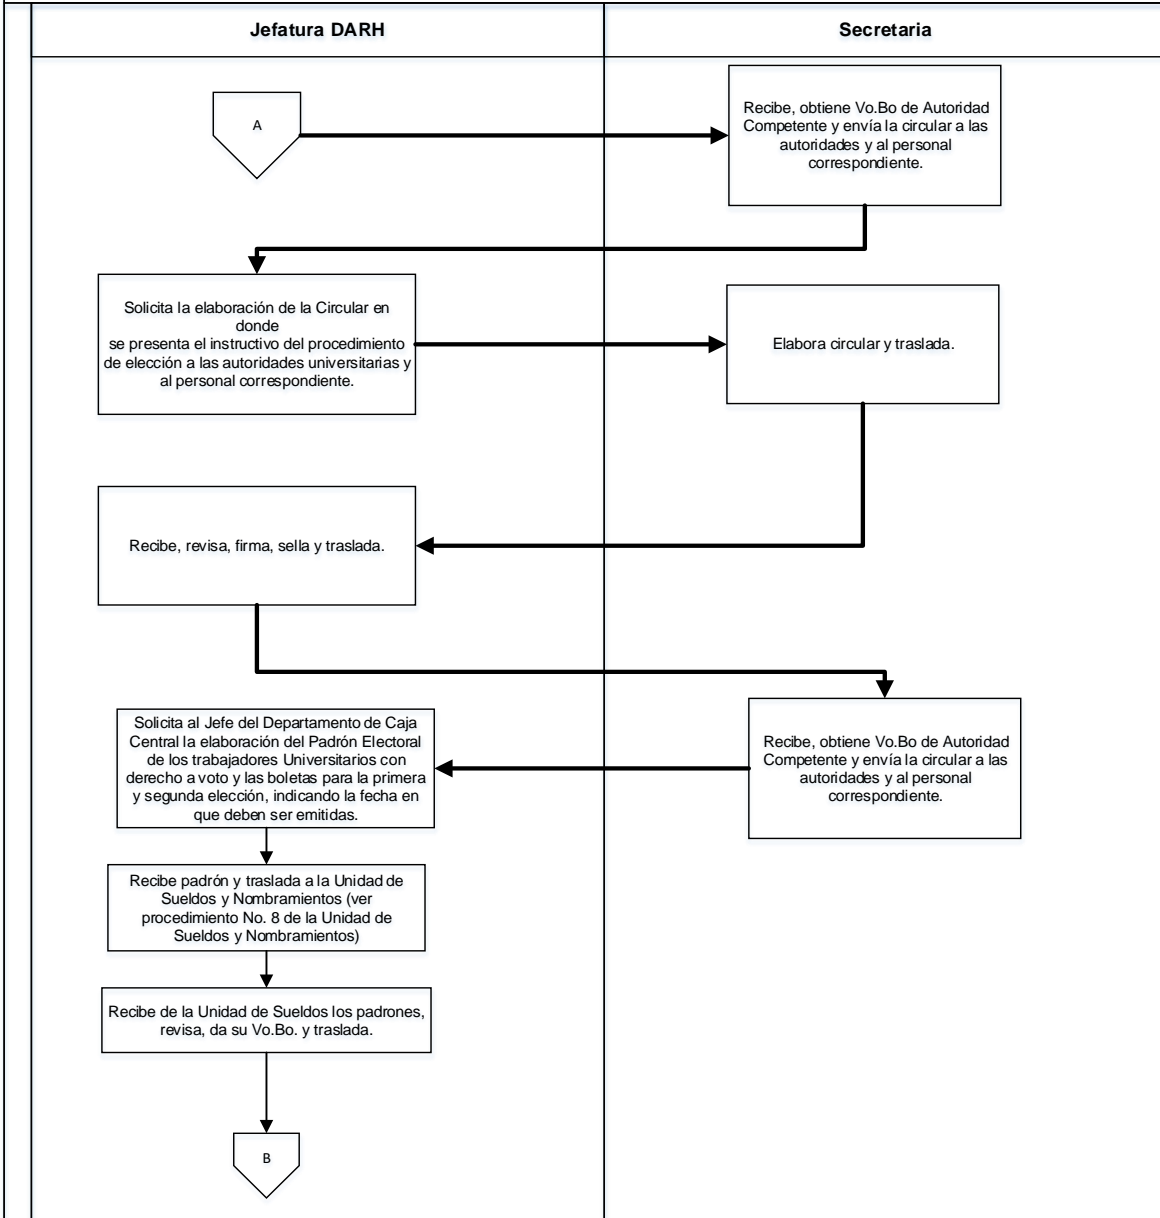 Jefatura DARH
Secretaria
A
Recibe, obtiene Vo.Bo de Autoridad
Competente y envía la circular a las
autoridades y al personal
correspondiente.
Solicita la elaboración de la Circular en
donde
se presenta el instructivo del procedimiento
de elección a las autoridades universitarias y
al personal correspondiente.
Elabora circular y traslada.
Recibe, revisa, firma, sella y traslada.
Recibe, obtiene Vo.Bo de Autoridad
Competente y envía la circular a las
autoridades y al personal
correspondiente.
Solicita al Jefe del Departamento de Caja
Central la elaboración del Padrón Electoral
de los trabajadores Universitarios con
derecho a voto y las boletas para la primera
y segunda elección, indicando la fecha en
que deben ser emitidas.
Recibe padrón y traslada a la Unidad de
Sueldos y Nombramientos (ver
procedimiento No. 8 de la Unidad de
Sueldos y Nombramientos)
Recibe de la Unidad de Sueldos los padrones,
revisa, da su Vo.Bo. y traslada.
B